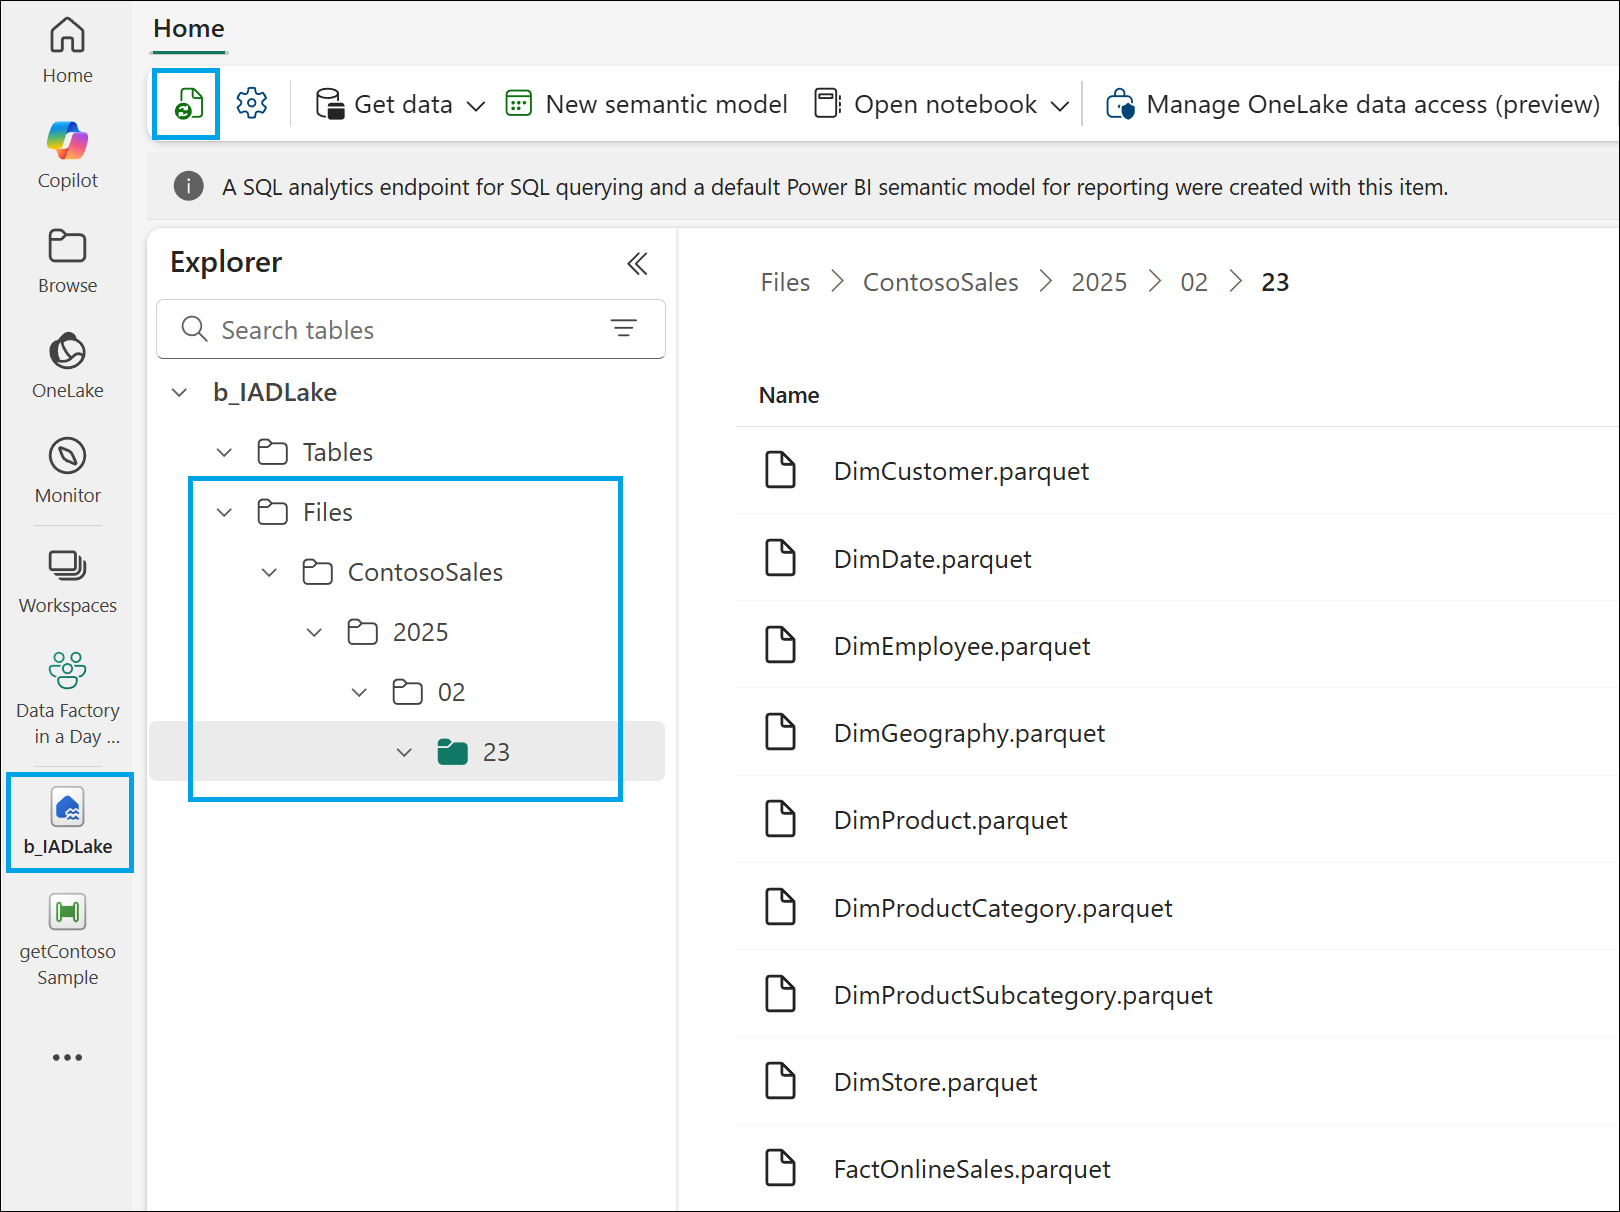 Home
Home
Copilot
Browse
OneLake
Monitor
Workspaces
Data Factory
in a Day ...
b_IADLake
getContoso
Sample
Get data
New semantic model
Open notebook
Manage OneLake data access (preview)
A SQL analytics endpoint for SQL querying and a default Power BI semantic model for reporting were created with this item.
Explorer
Search tables
b_IADLake
Tables
Files
ContosoSales
2025
02
23
Files > ContosoSales > 2025 > 02 > 23
Name
DimCustomer.parquet
DimDate.parquet
DimEmployee.parquet
DimGeography.parquet
DimProduct.parquet
DimProductCategory.parquet
DimProductSubcategory.parquet
DimStore.parquet
FactOnlineSales.parquet